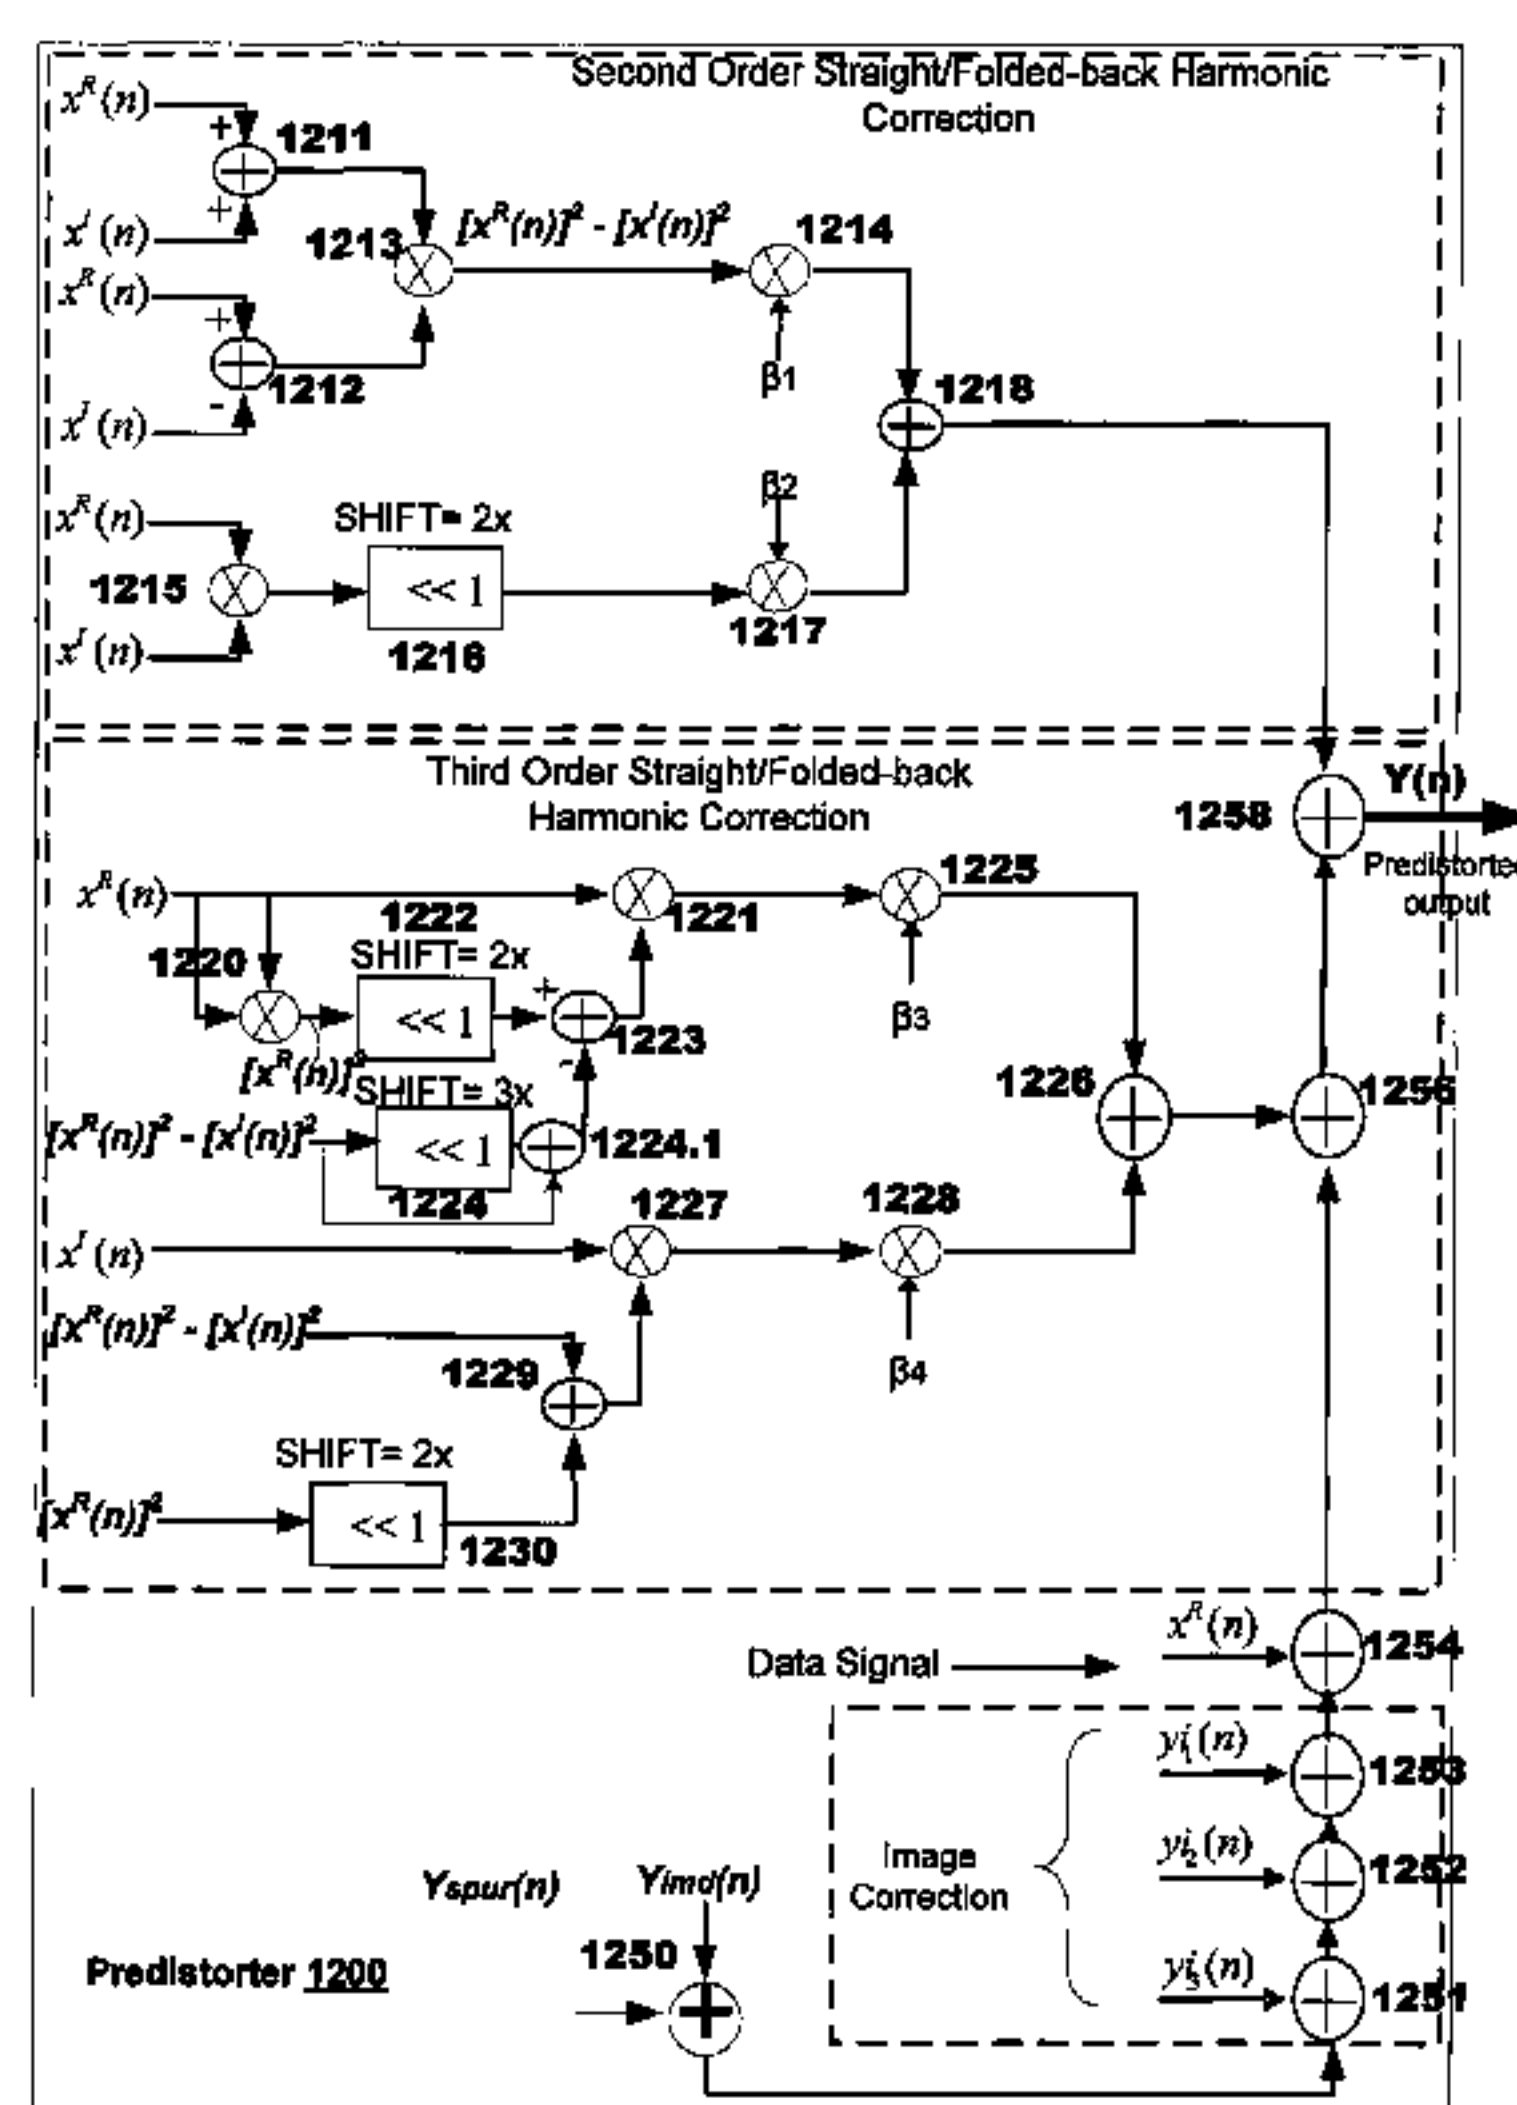 Second Order Straight/Folded-back Harmonic
Correction
x^R(n)
+
1211
+
x^I(n)
1213
[x^R(n)]^2 - [x^I(n)]^2
1214
x^R(n)
+
1212
-
x^I(n)
β1
1218
β2
x^R(n)
SHIFT= 2x
1215
<< 1
x^I(n)
1216
1217
Third Order Straight/Folded-back
Harmonic Correction
1258
Y(n)
Predistorted
output
x^R(n)
1222
1221
1225
1220
SHIFT= 2x
<< 1
+
1223
-
β3
[x^R(n)]^2
SHIFT= 3x
1226
1256
[x^R(n)]^2 - [x^I(n)]^2
<< 1
1224.1
1224
1227
1228
x^I(n)
[x^R(n)]^2 - [x^I(n)]^2
1229
β4
SHIFT= 2x
[x^R(n)]^2
<< 1
1230
x^R(n)
Data Signal
1254
yi_1(n)
1253
Image
Correction
yi_2(n)
1252
yi_3(n)
1251
Yspur(n)
Yimd(n)
1250
Predistorter 1200